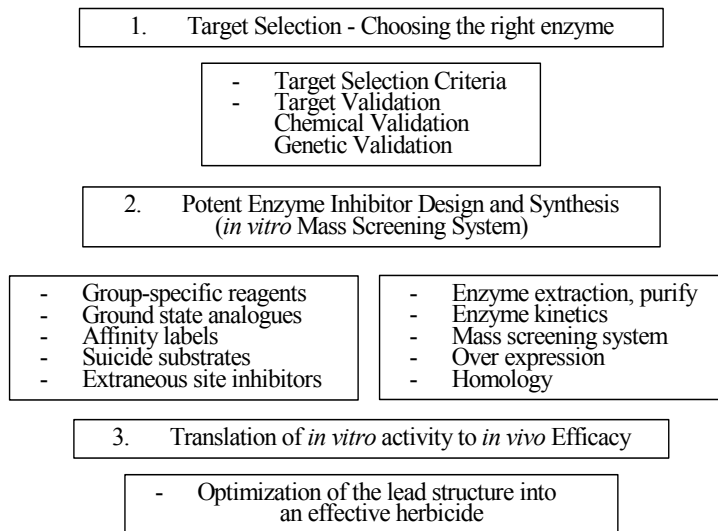 1. Target Selection - Choosing the right enzyme
- Target Selection Criteria
- Target Validation
Chemical Validation
Genetic Validation
2. Potent Enzyme Inhibitor Design and Synthesis
(in vitro Mass Screening System)
- Group-specific reagents
- Ground state analogues
- Affinity labels
- Suicide substrates
- Extraneous site inhibitors
- Enzyme extraction, purify
- Enzyme kinetics
- Mass screening system
- Over expression
- Homology
3. Translation of in vitro activity to in vivo Efficacy
- Optimization of the lead structure into
an effective herbicide